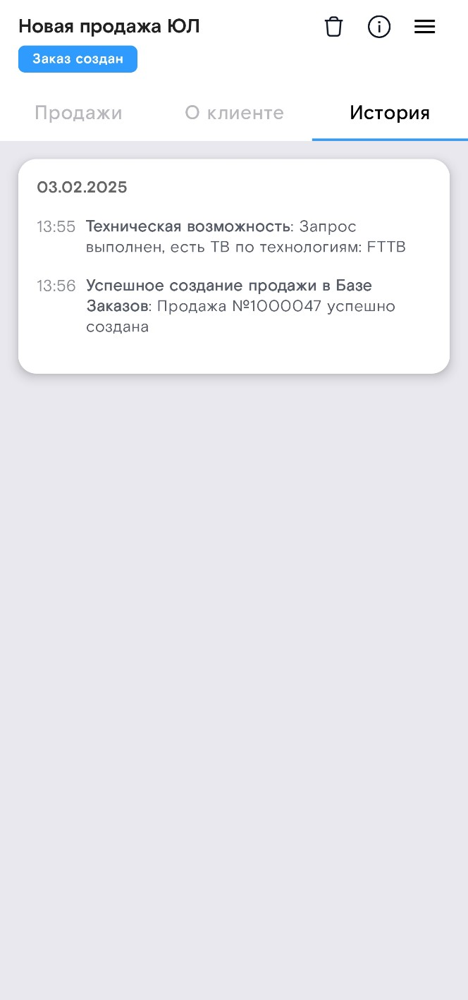 Новая продажа ЮЛ
Заказ создан
Продажи
О клиенте
История
03.02.2025
13:55 Техническая возможность: Запрос
выполнен, есть ТВ по технологиям: FTTB
13:56 Успешное создание продажи в Базе
Заказов: Продажа №1000047 успешно
создана